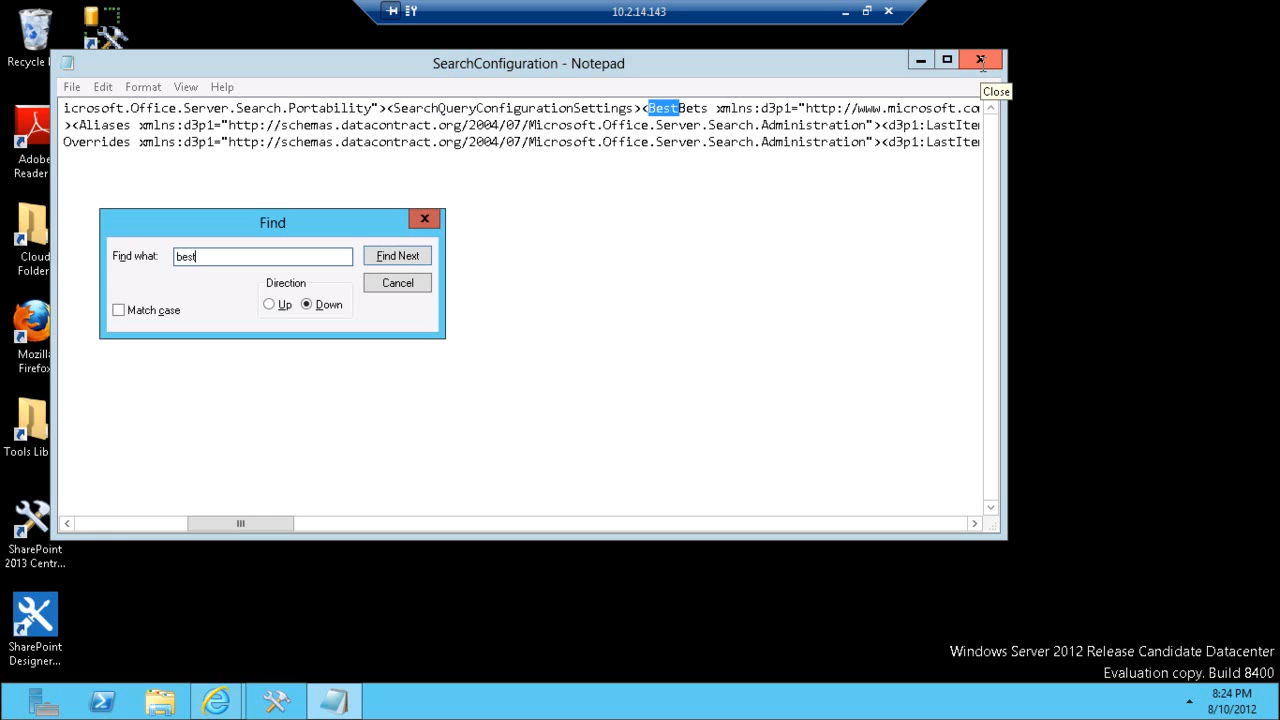 10.2.14.143
Recycle
SearchConfiguration - Notepad
Close
File Edit Format View Help
icrosoft.Office.Server.Search.Portability"><SearchQueryConfigurationSettings><BestBets xmlns:d3p1="http://www.microsoft.co
><Aliases xmlns:d3p1="http://schemas.datacontract.org/2004/07/Microsoft.Office.Server.Search.Administration"><d3p1:LastIte
Overrides xmlns:d3p1="http://schemas.datacontract.org/2004/07/Microsoft.Office.Server.Search.Administration"><d3p1:LastIte
Adobe
Reader
Find
Find what:
best
Find Next
Direction
Cancel
Up Down
Match case
Cloud
Folder
Mozill
Firefox
Tools Lib
SharePoint
2013 Centr...
SharePoint
Designer...
Windows Server 2012 Release Candidate Datacenter
Evaluation copy. Build 8400
8:24 PM
8/10/2012